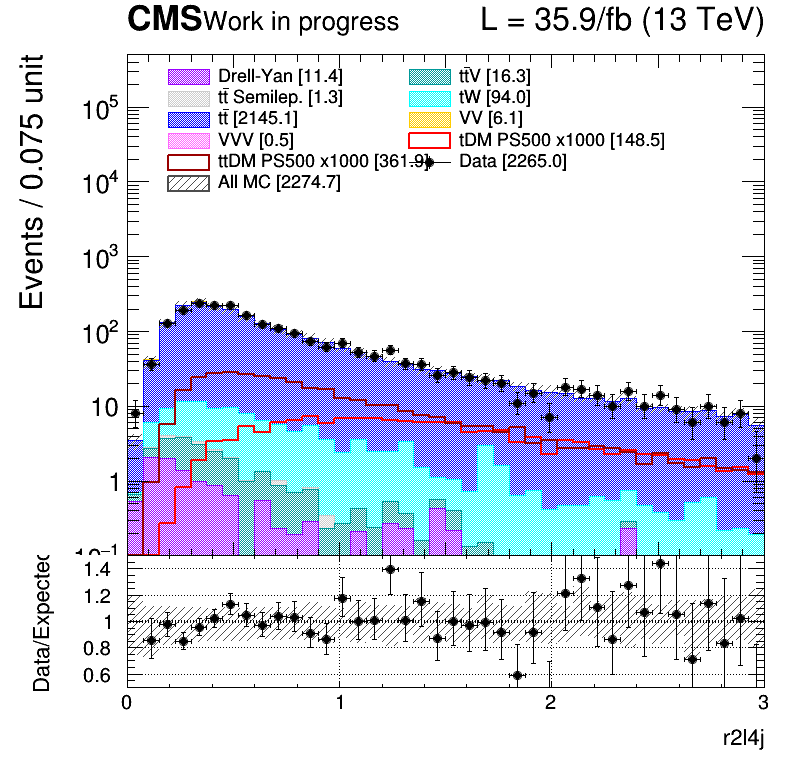 CMS Work in progress L = 35.9/fb (13 TeV)
Drell-Yan [11.4] tt̄V [16.3]
tt̄ Semilep. [1.3] tW [94.0]
tt̄ [2145.1] VV [6.1]
VVV [0.5] tDM PS500 x1000 [148.5]
ttDM PS500 x1000 [361.9] Data [2265.0]
All MC [2274.7]
Events / 0.075 unit
10⁵
10⁴
10³
10²
10
1
10⁻¹
Data/Expected
1.4
1.2
1
0.8
0.6
0 1 2 3
r2l4j